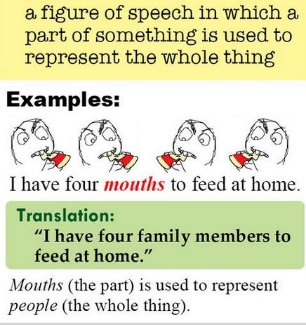 a figure of speech in which a
part of something is used to
represent the whole thing
Examples:
I have four mouths to feed at home.
Translation:
"I have four family members to
feed at home."
Mouths (the part) is used to represent
people (the whole thing).